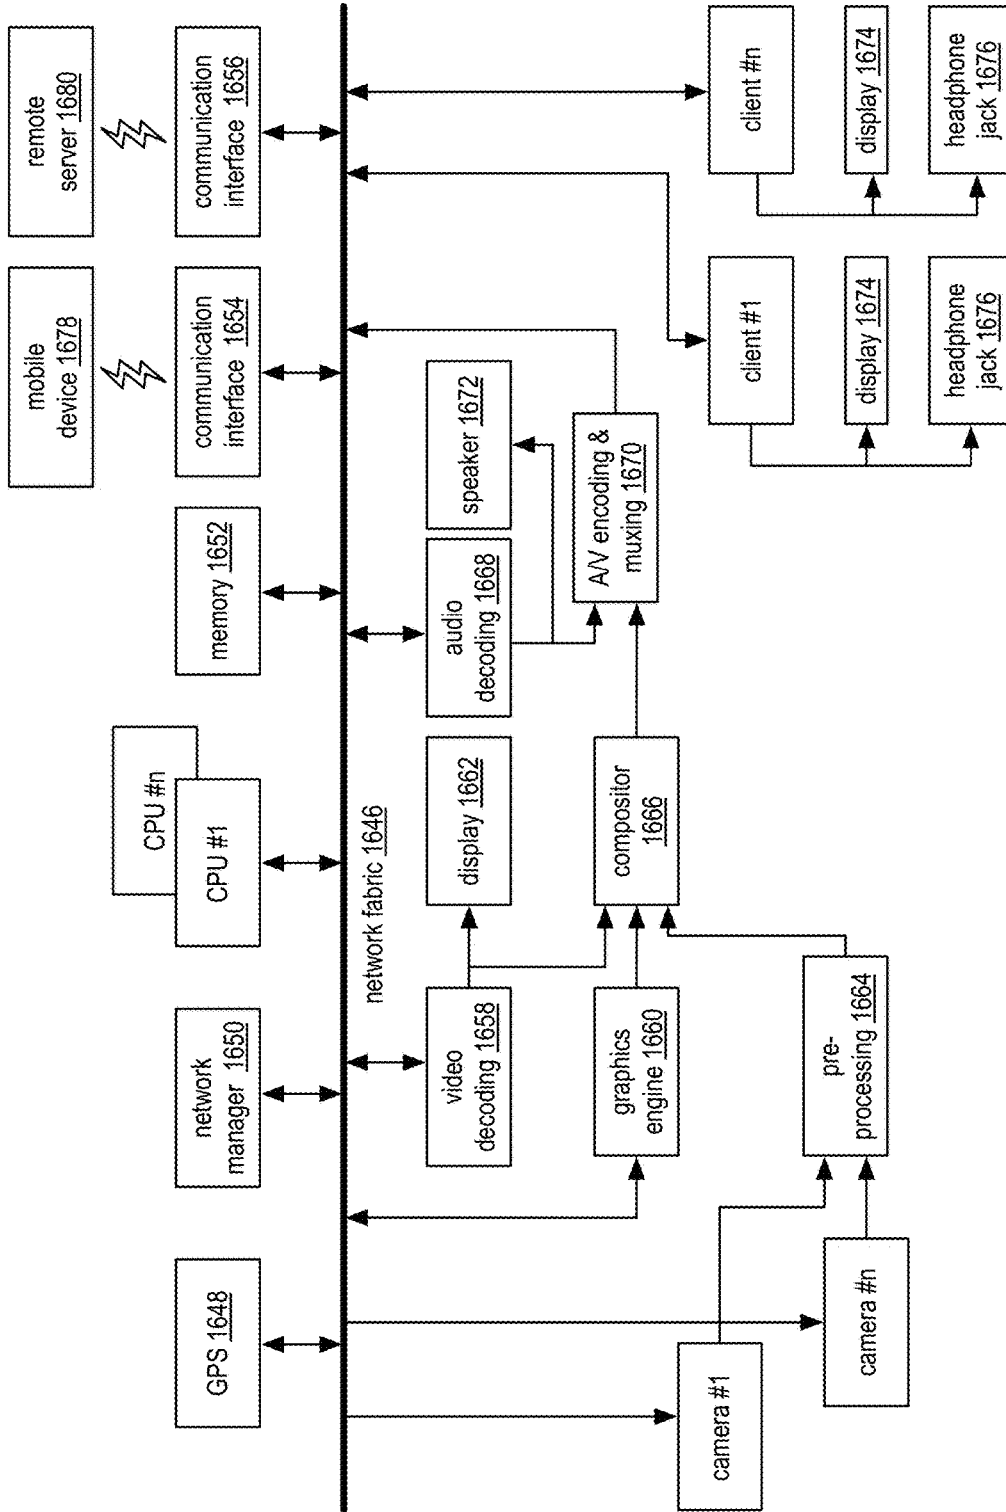 remote
server 1680
communication
interface 1656
mobile
device 1678
communication
interface 1654
memory 1652
CPU #n
CPU #1
network
manager 1650
GPS 1648
network fabric 1646
video
decoding 1658
display 1662
audio
decoding 1668
speaker 1672
graphics
engine 1660
compositor
1666
A/V encoding &
muxing 1670
pre-
processing 1664
camera #1
camera #n
client #1
display 1674
headphone
jack 1676
client #n
display 1674
headphone
jack 1676